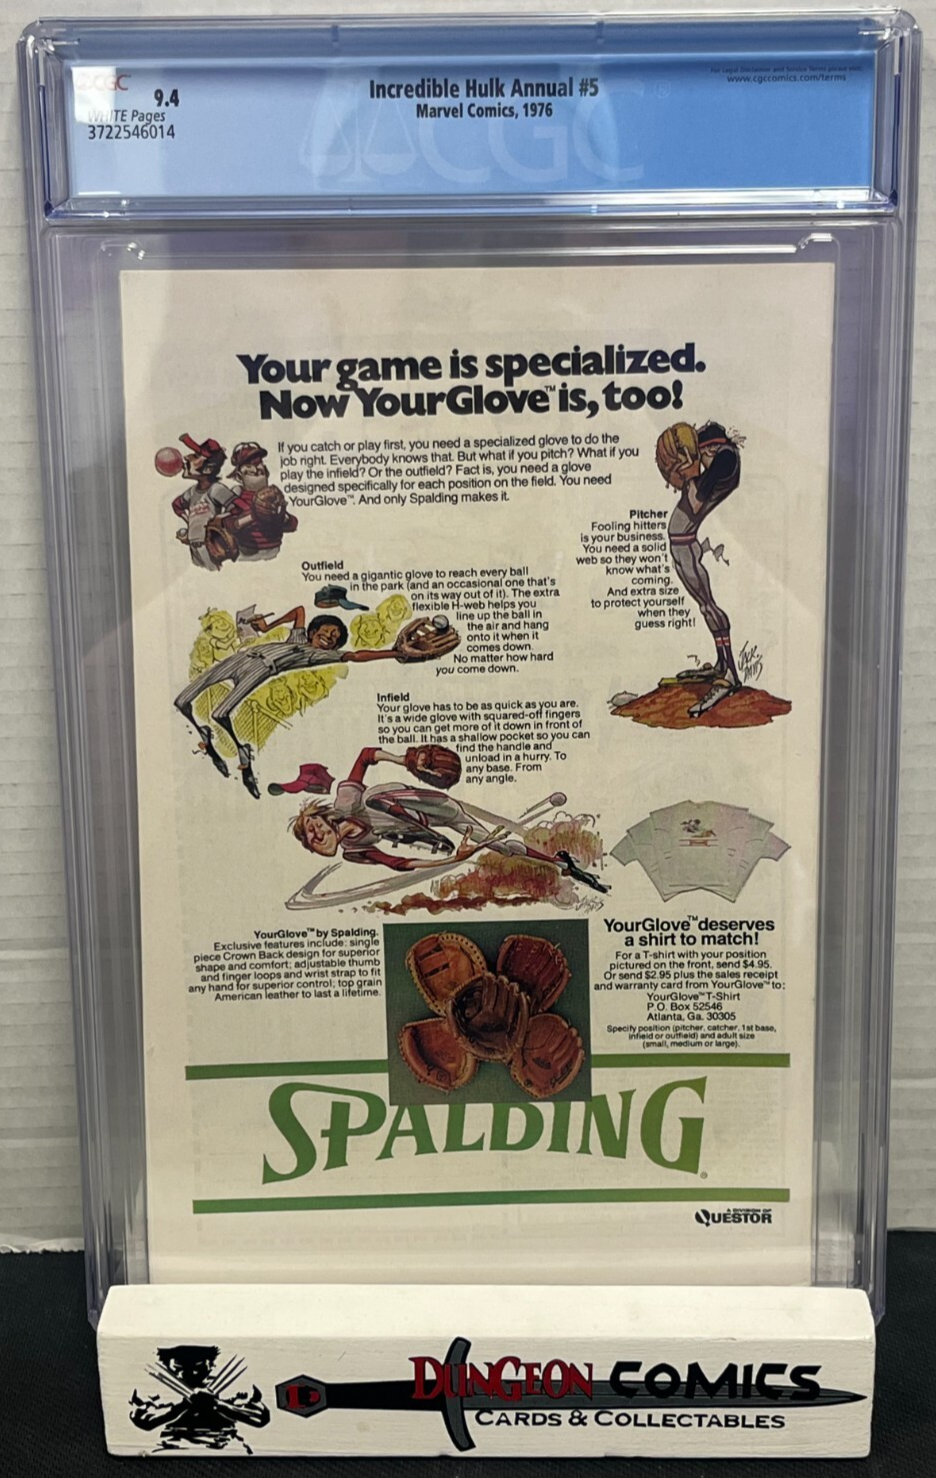 CGC
9.4
WHITE Pages
3722546014
Incredible Hulk Annual #5
Marvel Comics, 1976
For Legal Disclaimer and Service Terms please visit:
www.cgccomics.com/terms
CGC
Your game is specialized.
Now YourGlove™ is, too!
If you catch or play first, you need a specialized glove to do the
job right. Everybody knows that. But what if you pitch? What if you
play the infield? Or the outfield? Fact is, you need a glove
designed specifically for each position on the field. You need
YourGlove™. And only Spalding makes it.
Pitcher
Fooling hitters
is your business.
You need a solid
web so they won't
know what's
coming.
And extra size
to protect yourself
when they
guess right!
Outfield
You need a gigantic glove to reach every ball
in the park (and an occasional one that's
on its way out of it). The extra
flexible H-web helps you
line up the ball in
the air and hang
onto it when it
comes down.
No matter how hard
you come down.
JACK
DAVIS
Infield
Your glove has to be as quick as you are.
It's a wide glove with squared-off fingers
so you can get more of it down in front of
the ball. It has a shallow pocket so you can
find the handle and
unload in a hurry. To
any base. From
any angle.
YourGlove™ by Spalding.
Exclusive features include: single
piece Crown Back design for superior
shape and comfort; adjustable thumb
and finger loops and wrist strap to fit
any hand for superior control; top grain
American leather to last a lifetime.
YourGlove™ deserves
a shirt to match!
For a T-shirt with your position
pictured on the front, send $4.95.
Or send $2.95 plus the sales receipt
and warranty card from YourGlove™ to:
YourGlove™ T-Shirt
P.O. Box 52546
Atlanta, Ga. 30305
Specify position (pitcher, catcher, 1st base,
infield or outfield) and adult size
(small, medium or large).
SPALDING®
A DIVISION OF
QUESTOR
DUNGEON COMICS
CARDS & COLLECTABLES